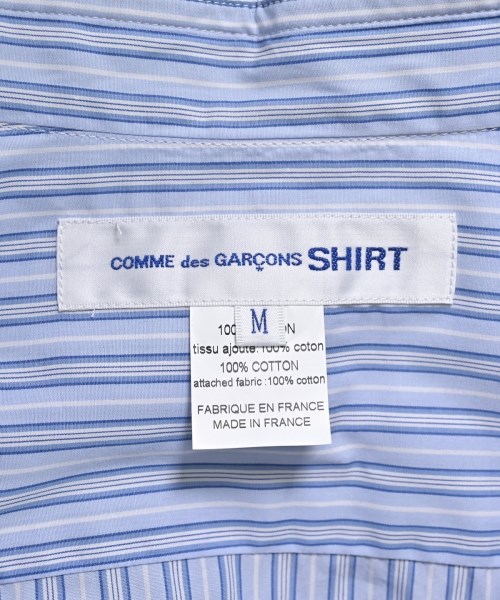 COMME des GARÇONS SHIRT
M
tissu ajoute:100% coton
100% COTTON
attached fabric:100% cotton
FABRIQUE EN FRANCE
MADE IN FRANCE